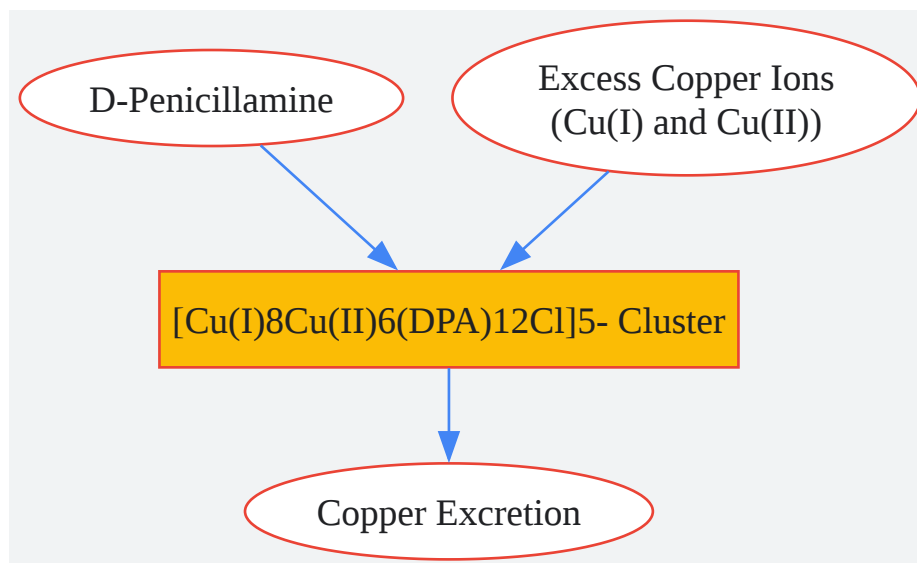 D-Penicillamine
Excess Copper Ions
(Cu(I) and Cu(II))
[Cu(I)8Cu(II)6(DPA)12Cl]5- Cluster
Copper Excretion